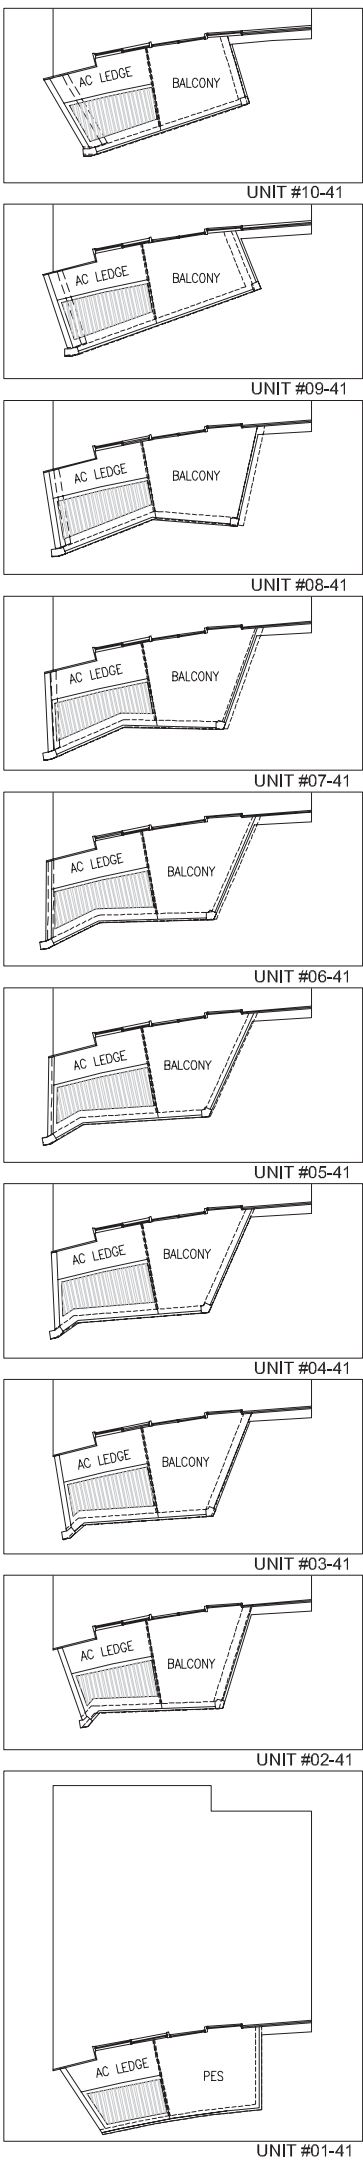 AC LEDGE
BALCONY
UNIT #10-41
AC LEDGE
BALCONY
UNIT #09-41
AC LEDGE
BALCONY
UNIT #08-41
AC LEDGE
BALCONY
UNIT #07-41
AC LEDGE
BALCONY
UNIT #06-41
AC LEDGE
BALCONY
UNIT #05-41
AC LEDGE
BALCONY
UNIT #04-41
AC LEDGE
BALCONY
UNIT #03-41
AC LEDGE
BALCONY
UNIT #02-41
AC LEDGE
PES
UNIT #01-41